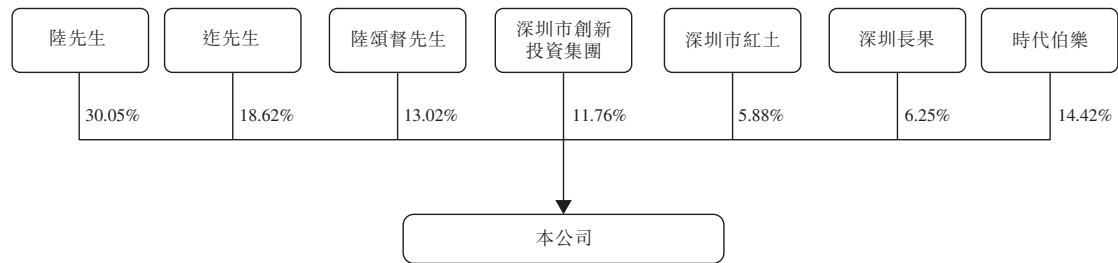 陸先生
迮先生
陸頌督先生
深圳市創新
投資集團
深圳市紅土
深圳長果
時代伯樂
30.05%
18.62%
13.02%
11.76%
5.88%
6.25%
14.42%
本公司